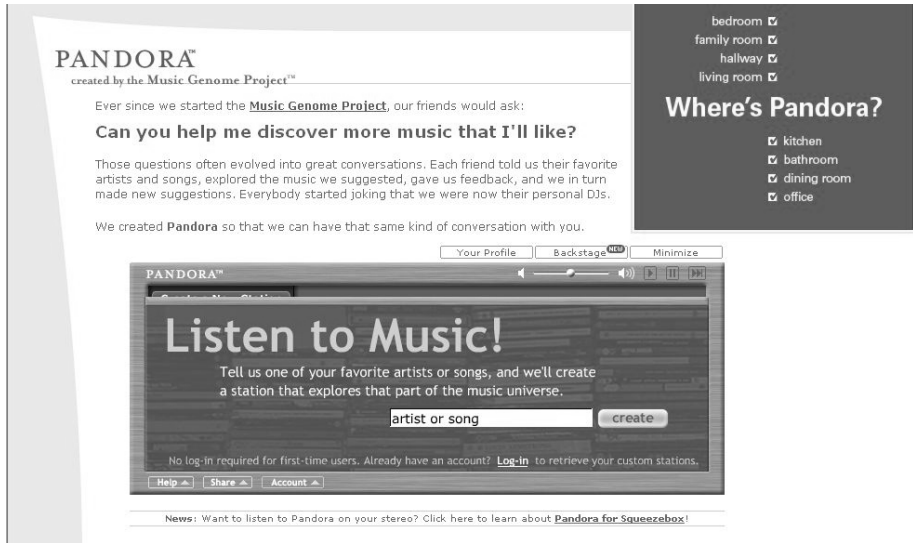 PANDORA™
created by the Music Genome Project™
Ever since we started the Music Genome Project, our friends would ask:
Can you help me discover more music that I'll like?
Those questions often evolved into great conversations. Each friend told us their favorite
artists and songs, explored the music we suggested, gave us feedback, and we in turn
made new suggestions. Everybody started joking that we were now their personal DJs.
We created Pandora so that we can have that same kind of conversation with you.
bedroom
family room
hallway
living room
Where's Pandora?
kitchen
bathroom
dining room
office
Your Profile Backstage NEW Minimize
PANDORA™
Create a New Station
Listen to Music!
Tell us one of your favorite artists or songs, and we'll create
a station that explores that part of the music universe.
artist or song create
No log-in required for first-time users. Already have an account? Log-in to retrieve your custom stations.
Help Share Account
News: Want to listen to Pandora on your stereo? Click here to learn about Pandora for Squeezebox!